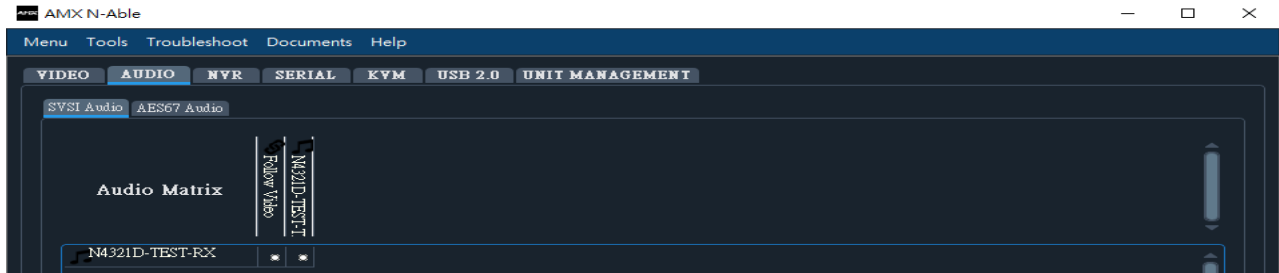 AMX AMX N-Able
Menu Tools Troubleshoot Documents Help
VIDEO AUDIO NVR SERIAL KVM USB 2.0 UNIT MANAGEMENT
SVSI Audio AES67 Audio
Audio Matrix
Follow Video
N4321D-TEST-T
N4321D-TEST-RX